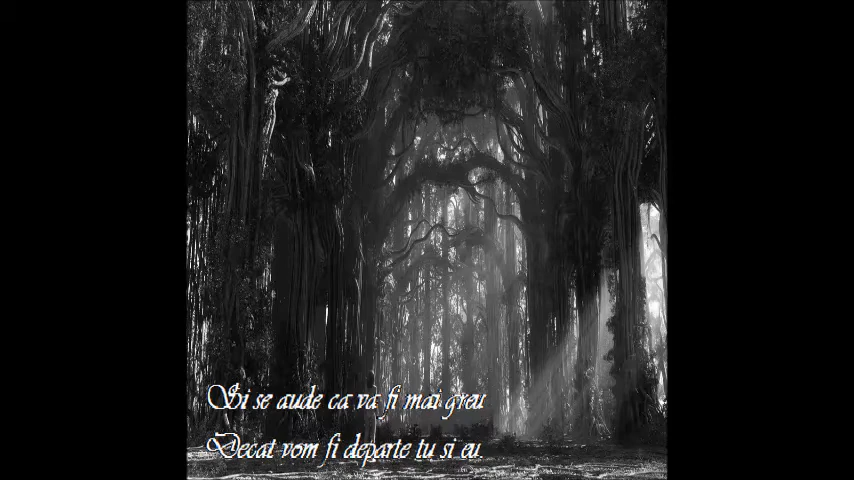 Si se aude ca va fi mai greu
Decat vom fi departe tu si eu.